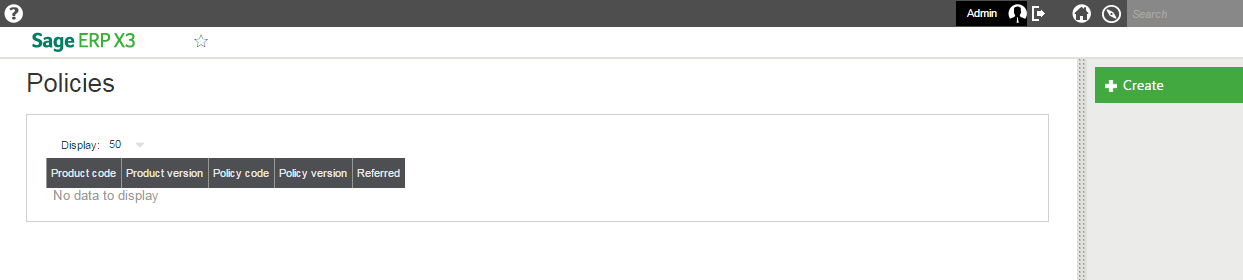 ? Admin Search
Sage ERP X3
Policies
Create
Display: 50
Product code Product version Policy code Policy version Referred
No data to display